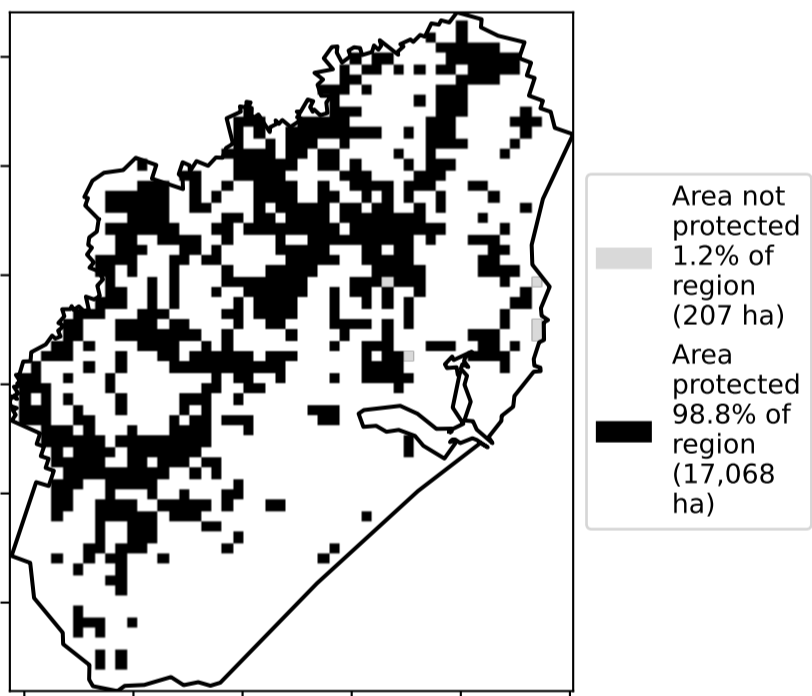 Area not
protected
1.2% of
region
(207 ha)
Area
protected
98.8% of
region
(17,068
ha)